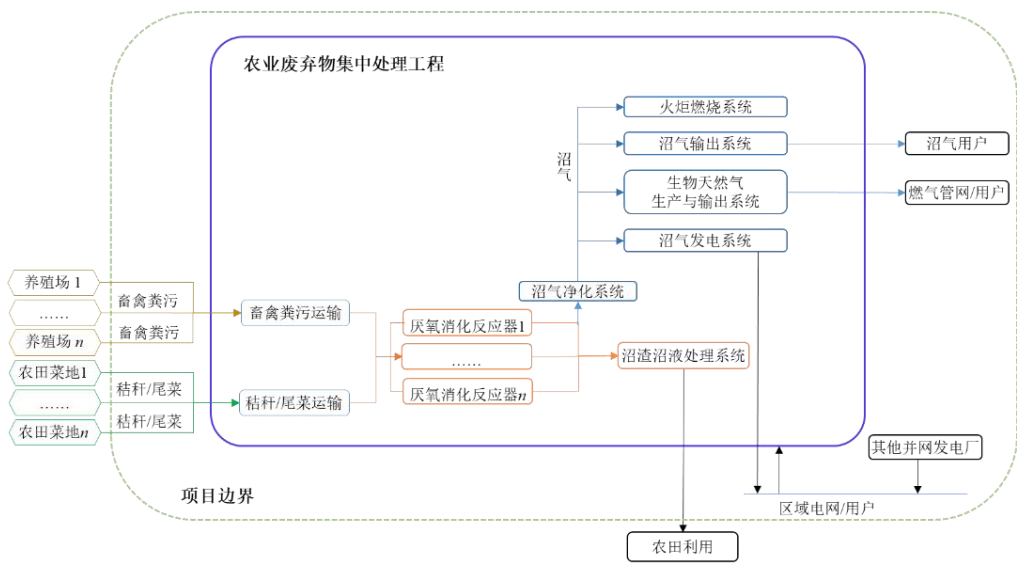 农业废弃物集中处理工程
火炬燃烧系统
沼气输出系统
沼气用户
沼气
生物天然气
生产与输出系统
燃气管网/用户
沼气发电系统
养殖场 1
……
养殖场 n
畜禽粪污
畜禽粪污
农田菜地1
……
农田菜地n
秸秆/尾菜
秸秆/尾菜
畜禽粪污运输
秸秆/尾菜运输
沼气净化系统
厌氧消化反应器1
……
厌氧消化反应器n
沼渣沼液处理系统
其他并网发电厂
项目边界
区域电网/用户
农田利用